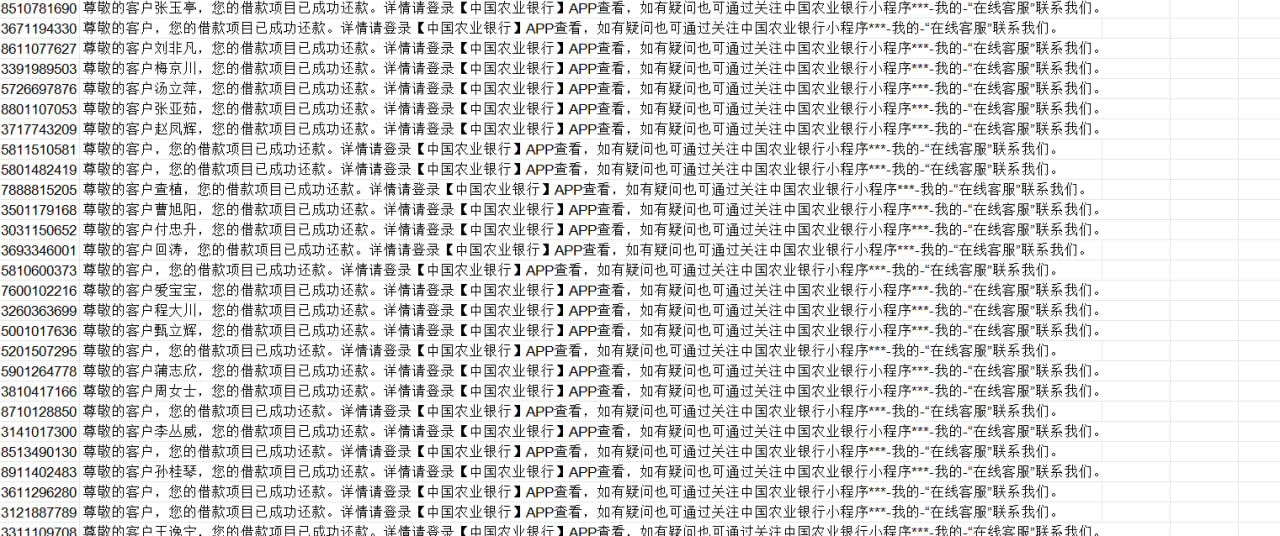 8510781690 尊敬的客户张玉亭，您的借款项目已成功还款。详情请登录【中国农业银行】APP查看，如有疑问也可通过关注中国农业银行小程序***-我的-“在线客服”联系我们。
3671194330 尊敬的客户，您的借款项目已成功还款。详情请登录【中国农业银行】APP查看，如有疑问也可通过关注中国农业银行小程序***-我的-“在线客服”联系我们。
8611077627 尊敬的客户刘非凡，您的借款项目已成功还款。详情请登录【中国农业银行】APP查看，如有疑问也可通过关注中国农业银行小程序***-我的-“在线客服”联系我们。
3391989503 尊敬的客户梅京川，您的借款项目已成功还款。详情请登录【中国农业银行】APP查看，如有疑问也可通过关注中国农业银行小程序***-我的-“在线客服”联系我们。
5726697876 尊敬的客户汤立萍，您的借款项目已成功还款。详情请登录【中国农业银行】APP查看，如有疑问也可通过关注中国农业银行小程序***-我的-“在线客服”联系我们。
8801107053 尊敬的客户张亚茹，您的借款项目已成功还款。详情请登录【中国农业银行】APP查看，如有疑问也可通过关注中国农业银行小程序***-我的-“在线客服”联系我们。
3717743209 尊敬的客户赵凤辉，您的借款项目已成功还款。详情请登录【中国农业银行】APP查看，如有疑问也可通过关注中国农业银行小程序***-我的-“在线客服”联系我们。
5811510581 尊敬的客户，您的借款项目已成功还款。详情请登录【中国农业银行】APP查看，如有疑问也可通过关注中国农业银行小程序***-我的-“在线客服”联系我们。
5801482419 尊敬的客户，您的借款项目已成功还款。详情请登录【中国农业银行】APP查看，如有疑问也可通过关注中国农业银行小程序***-我的-“在线客服”联系我们。
7888815205 尊敬的客户查植，您的借款项目已成功还款。详情请登录【中国农业银行】APP查看，如有疑问也可通过关注中国农业银行小程序***-我的-“在线客服”联系我们。
3501179168 尊敬的客户曹旭阳，您的借款项目已成功还款。详情请登录【中国农业银行】APP查看，如有疑问也可通过关注中国农业银行小程序***-我的-“在线客服”联系我们。
3031150652 尊敬的客户付忠升，您的借款项目已成功还款。详情请登录【中国农业银行】APP查看，如有疑问也可通过关注中国农业银行小程序***-我的-“在线客服”联系我们。
3693346001 尊敬的客户回涛，您的借款项目已成功还款。详情请登录【中国农业银行】APP查看，如有疑问也可通过关注中国农业银行小程序***-我的-“在线客服”联系我们。
5810600373 尊敬的客户，您的借款项目已成功还款。详情请登录【中国农业银行】APP查看，如有疑问也可通过关注中国农业银行小程序***-我的-“在线客服”联系我们。
7600102216 尊敬的客户爱宝宝，您的借款项目已成功还款。详情请登录【中国农业银行】APP查看，如有疑问也可通过关注中国农业银行小程序***-我的-“在线客服”联系我们。
3260363699 尊敬的客户程大川，您的借款项目已成功还款。详情请登录【中国农业银行】APP查看，如有疑问也可通过关注中国农业银行小程序***-我的-“在线客服”联系我们。
5001017636 尊敬的客户甄立辉，您的借款项目已成功还款。详情请登录【中国农业银行】APP查看，如有疑问也可通过关注中国农业银行小程序***-我的-“在线客服”联系我们。
5201507295 尊敬的客户，您的借款项目已成功还款。详情请登录【中国农业银行】APP查看，如有疑问也可通过关注中国农业银行小程序***-我的-“在线客服”联系我们。
5901264778 尊敬的客户蒲志欣，您的借款项目已成功还款。详情请登录【中国农业银行】APP查看，如有疑问也可通过关注中国农业银行小程序***-我的-“在线客服”联系我们。
3810417166 尊敬的客户周女士，您的借款项目已成功还款。详情请登录【中国农业银行】APP查看，如有疑问也可通过关注中国农业银行小程序***-我的-“在线客服”联系我们。
8710128850 尊敬的客户，您的借款项目已成功还款。详情请登录【中国农业银行】APP查看，如有疑问也可通过关注中国农业银行小程序***-我的-“在线客服”联系我们。
3141017300 尊敬的客户李丛威，您的借款项目已成功还款。详情请登录【中国农业银行】APP查看，如有疑问也可通过关注中国农业银行小程序***-我的-“在线客服”联系我们。
8513490130 尊敬的客户，您的借款项目已成功还款。详情请登录【中国农业银行】APP查看，如有疑问也可通过关注中国农业银行小程序***-我的-“在线客服”联系我们。
8911402483 尊敬的客户孙桂琴，您的借款项目已成功还款。详情请登录【中国农业银行】APP查看，如有疑问也可通过关注中国农业银行小程序***-我的-“在线客服”联系我们。
3611296280 尊敬的客户，您的借款项目已成功还款。详情请登录【中国农业银行】APP查看，如有疑问也可通过关注中国农业银行小程序***-我的-“在线客服”联系我们。
3121887789 尊敬的客户，您的借款项目已成功还款。详情请登录【中国农业银行】APP查看，如有疑问也可通过关注中国农业银行小程序***-我的-“在线客服”联系我们。
3311109708 尊敬的客户王逸宁，您的借款项目已成功还款。详情请登录【中国农业银行】APP查看，如有疑问也可通过关注中国农业银行小程序***-我的-“在线客服”联系我们。